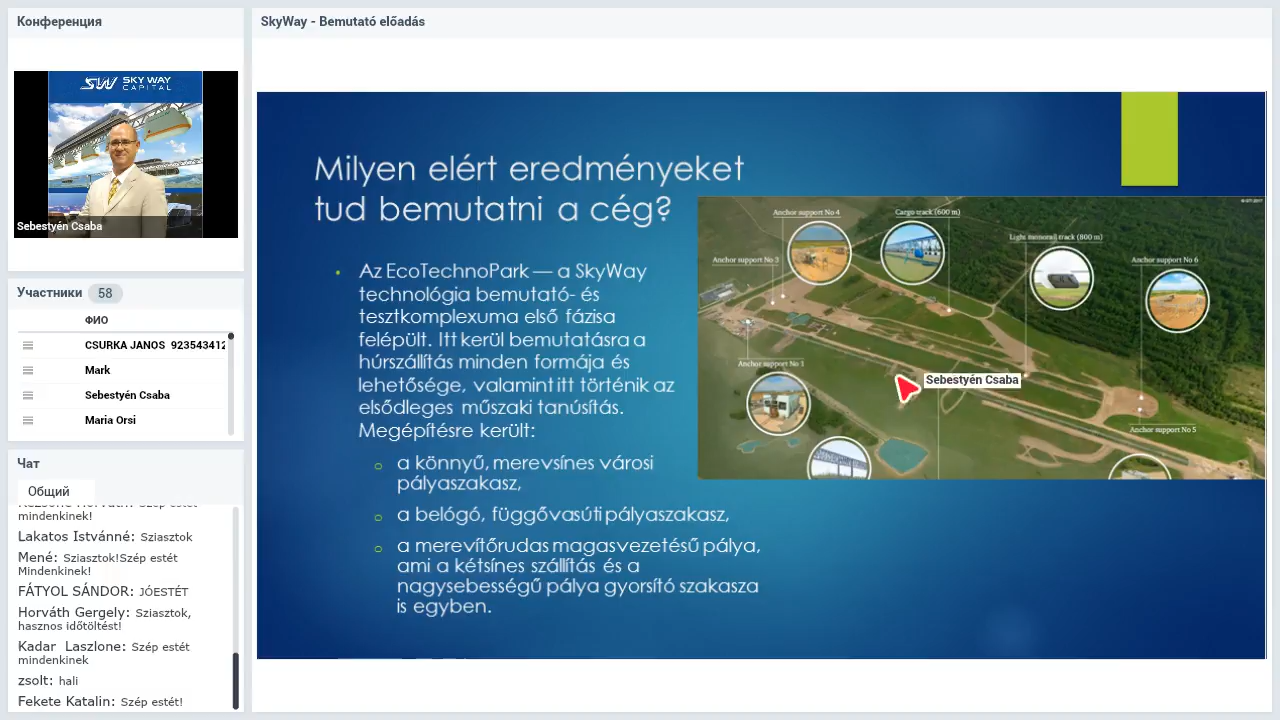 Конференция
SKY WAY
CAPITAL
Sebestyén Csaba
Участники 58
ФИО
CSURKA JANOS 923543412
Mark
Sebestyén Csaba
Maria Orsi
Чат
Общий
mindenkinek!
Lakatos Istvánné: Sziasztok
Mené: Sziasztok!Szép estét
Mindenkinek!
FÁTYOL SÁNDOR: JÓESTÉT
Horváth Gergely: Sziasztok,
hasznos időtöltést!
Kadar Laszlone: Szép estét
mindenkinek
zsolt: hali
Fekete Katalin: Szép estét!
SkyWay - Bemutató előadás
Milyen elért eredményeket
tud bemutatni a cég?
Az EcoTechnoPark — a SkyWay
technológia bemutató- és
tesztkomplexuma első fázisa
felépült. Itt kerül bemutatásra a
húrszállítás minden formája és
lehetősége, valamint itt történik az
elsődleges műszaki tanúsítás.
Megépítésre került:
a könnyű, merevsínes városi
pályaszakasz,
a belógó, függővasúti pályaszakasz,
a merevítőrudas magasvezetésű pálya,
ami a kétsínes szállítás és a
nagysebességű pálya gyorsító szakasza
is egyben.
Anchor support No 4
Cargo track (600 m)
Light monorail track (800 m)
Anchor support No 3
Anchor support No 6
Anchor support No 1
Sebestyén Csaba
Anchor support No 5